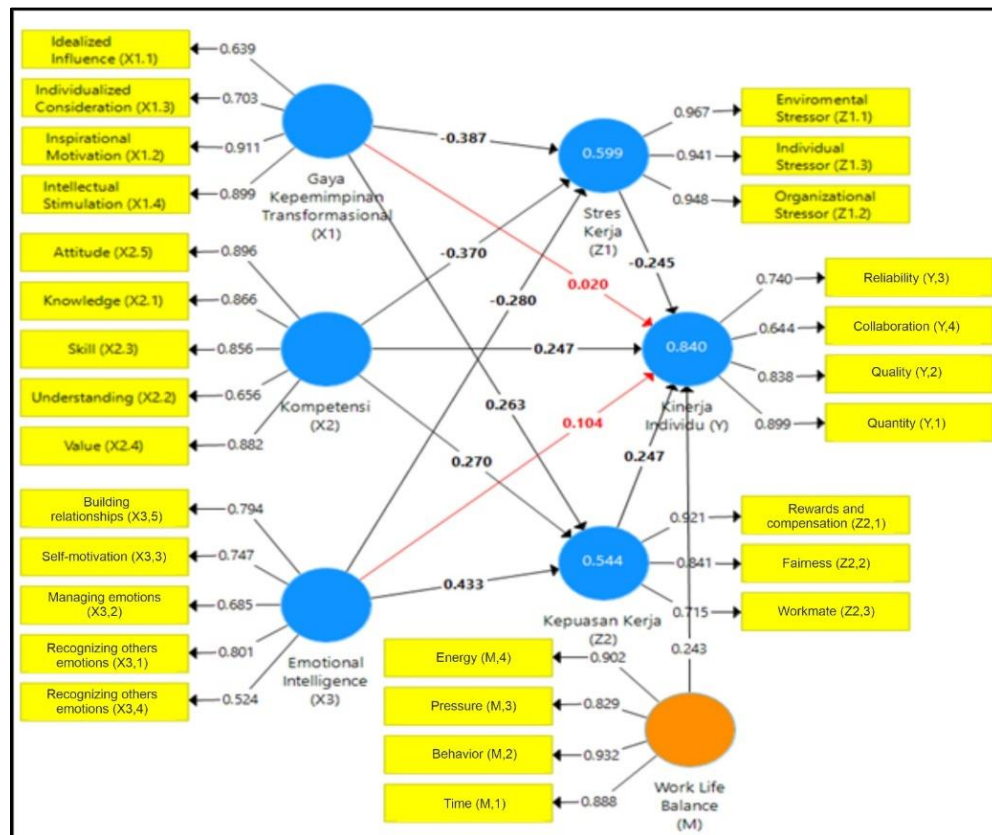 Idealized
Influence (X1.1)
0.639
Individualized
Consideration (X1.3)
0.703
Inspirational
Motivation (X1.2)
0.911
Intellectual
Stimulation (X1.4)
0.899
Gaya
Kepemimpinan
Transformasional
(X1)
Attitude (X2.5)
0.896
Knowledge (X2.1)
0.866
Skill (X2.3)
0.856
Understanding (X2.2)
0.656
Value (X2.4)
0.882
Kompetensi
(X2)
Building
relationships (X3,5)
0.794
Self-motivation (X3,3)
0.747
Managing emotions
(X3,2)
0.685
Recognizing others
emotions (X3,1)
0.801
Recognizing others
emotions (X3,4)
0.524
Emotional
Intelligence
(X3)
-0.387
-0.370
-0.280
0.020
0.247
0.263
0.104
0.270
0.433
0.599
Stres
Kerja
(Z1)
0.967
Enviromental
Stressor (Z1.1)
0.941
Individual
Stressor (Z1.3)
0.948
Organizational
Stressor (Z1.2)
-0.245
0.840
Kinerja
Individu (Y)
0.740
Reliability (Y,3)
0.644
Collaboration (Y,4)
0.838
Quality (Y,2)
0.899
Quantity (Y,1)
0.247
0.544
Kepuasan Kerja
(Z2)
0.921
Rewards and
compensation (Z2,1)
0.841
Fairness (Z2,2)
0.715
Workmate (Z2,3)
0.243
Energy (M,4)
0.902
Pressure (M,3)
0.829
Behavior (M,2)
0.932
Time (M,1)
0.888
Work Life
Balance
(M)